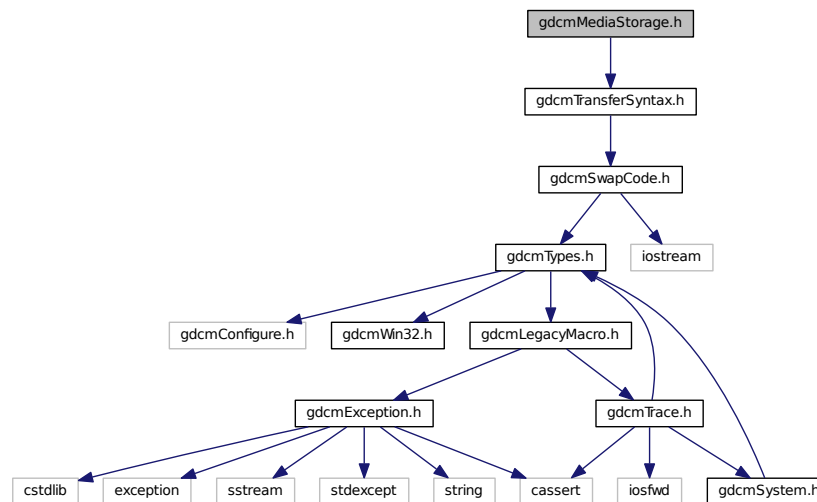 gdcmMediaStorage.h
gdcmTransferSyntax.h
gdcmSwapCode.h
gdcmTypes.h
iostream
gdcmConfigure.h
gdcmWin32.h
gdcmLegacyMacro.h
gdcmException.h
gdcmTrace.h
cstdlib
exception
sstream
stdexcept
string
cassert
iosfwd
gdcmSystem.h